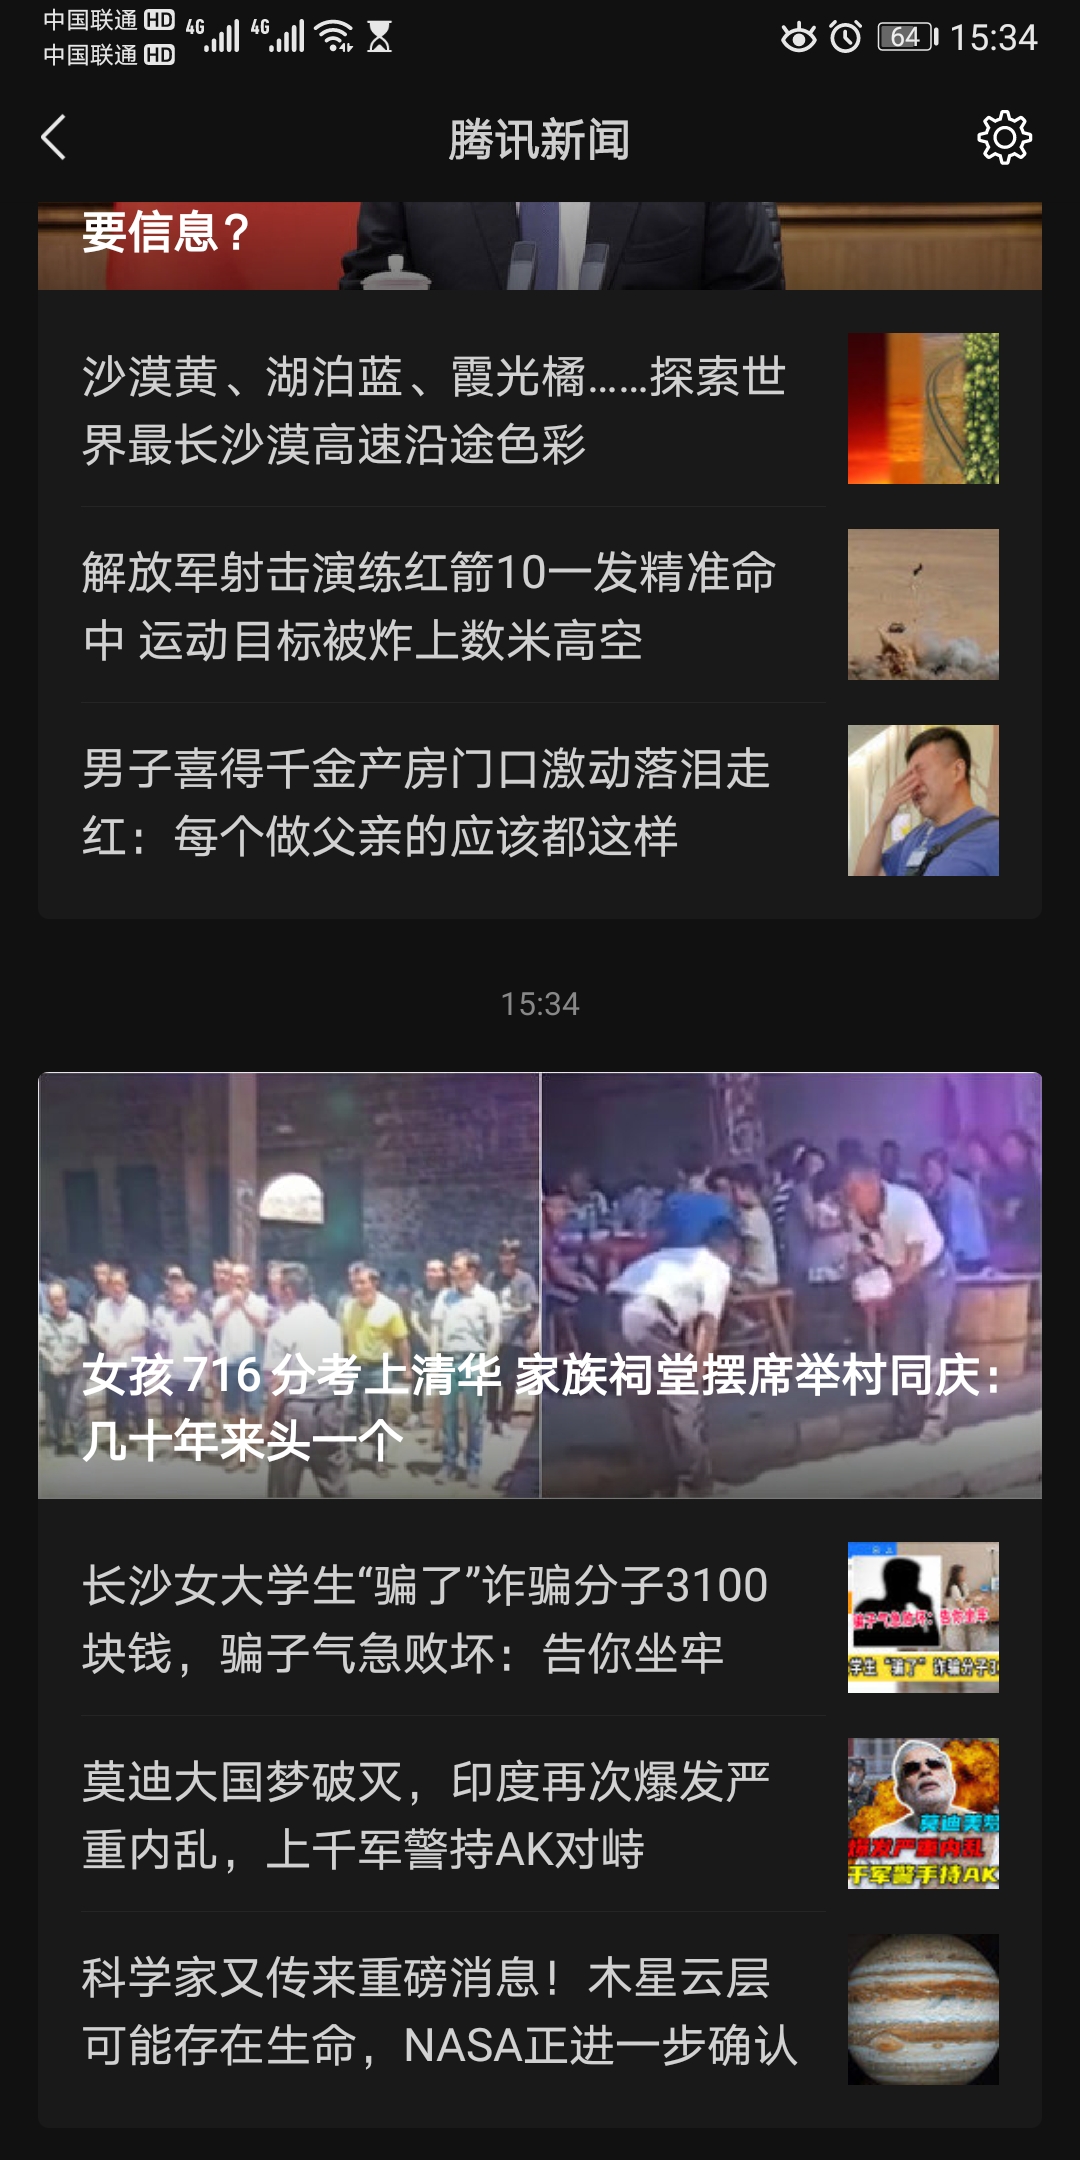 中国联通 HD 4G 4G 64 15:34
中国联通 HD
腾讯新闻
要信息？
沙漠黄、湖泊蓝、霞光橘……探索世
界最长沙漠高速沿途色彩
解放军射击演练红箭10一发精准命
中 运动目标被炸上数米高空
男子喜得千金产房门口激动落泪走
红：每个做父亲的应该都这样
15:34
女孩 716 分考上清华 家族祠堂摆席举村同庆：
几十年来头一个
长沙女大学生“骗了”诈骗分子3100
块钱，骗子气急败坏：告你坐牢
骗子气急败坏：告你坐牢
学生“骗了”诈骗分子3
莫迪大国梦破灭，印度再次爆发严
重内乱，上千军警持AK对峙
莫迪美梦
爆发严重内乱
千军警手持AK
科学家又传来重磅消息！木星云层
可能存在生命，NASA正进一步确认